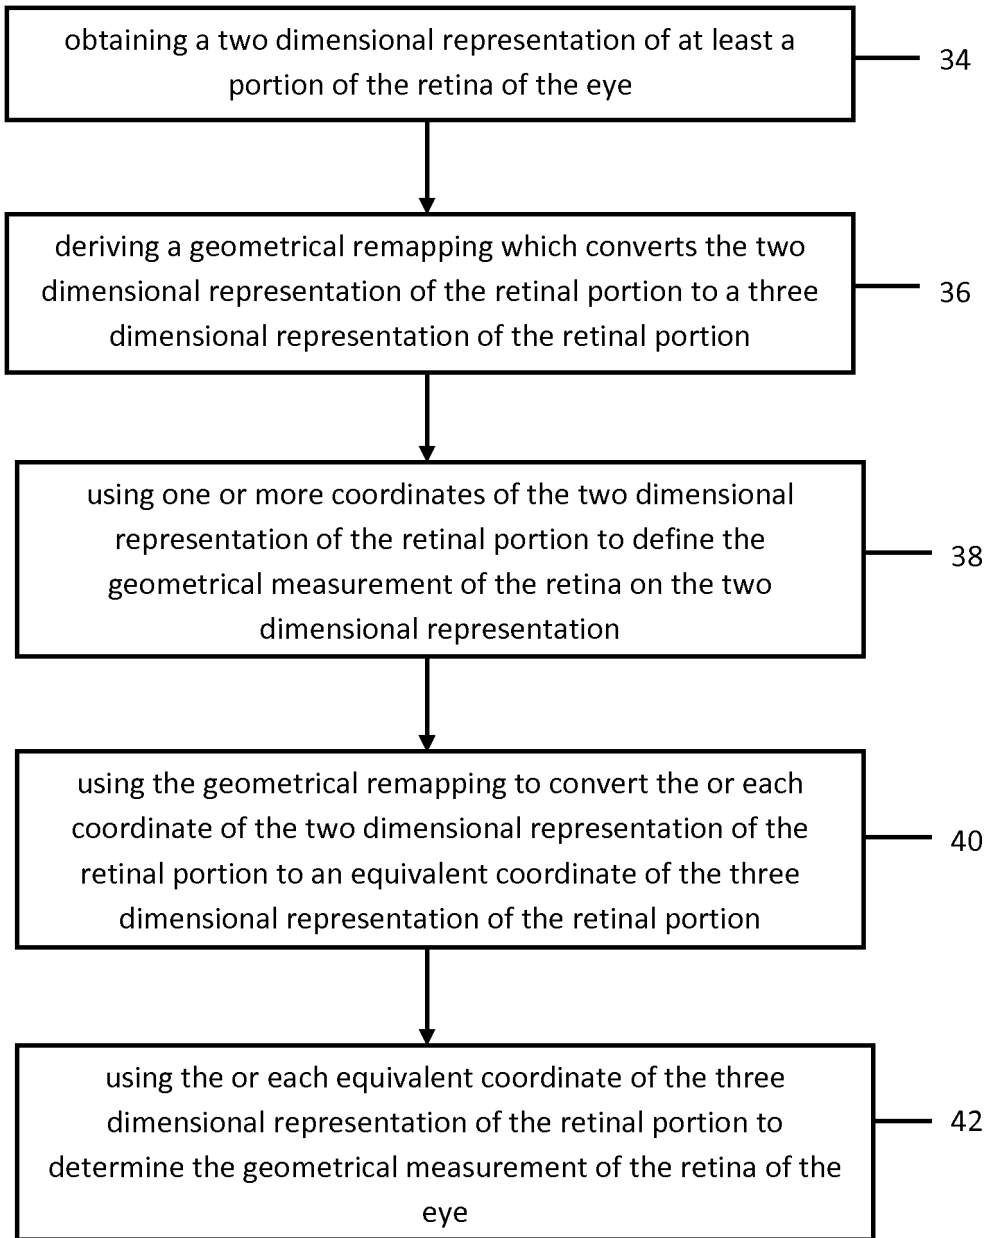 obtaining a two dimensional representation of at least a
portion of the retina of the eye
34
deriving a geometrical remapping which converts the two
dimensional representation of the retinal portion to a three
dimensional representation of the retinal portion
36
using one or more coordinates of the two dimensional
representation of the retinal portion to define the
geometrical measurement of the retina on the two
dimensional representation
38
using the geometrical remapping to convert the or each
coordinate of the two dimensional representation of the
retinal portion to an equivalent coordinate of the three
dimensional representation of the retinal portion
40
using the or each equivalent coordinate of the three
dimensional representation of the retinal portion to
determine the geometrical measurement of the retina of the
eye
42